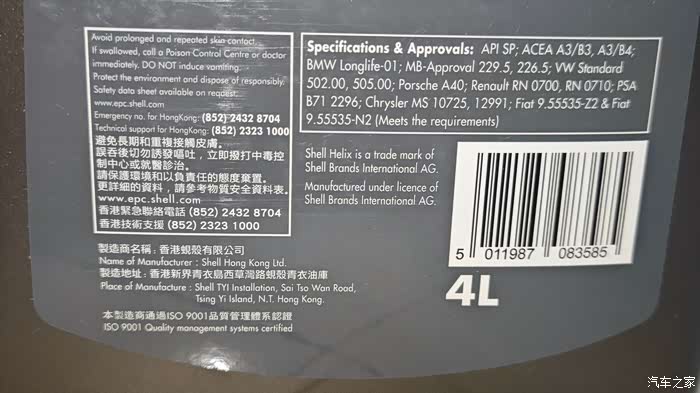 Avoid prolonged and repeated skin contact.
If swallowed, call a Poison Control Centre or doctor
immediately. DO NOT induce vomiting.
Protect the environment and dispose of responsibly.
Safety data sheet available on request.
www.epc.shell.com
Emergency no. for HongKong: (852) 2432 8704
Technical support for HongKong: (852) 2323 1000
避免長期和重複接觸皮膚。
誤吞後切勿誘發嘔吐，立即撥打中毒控
制中心或就醫診治。
請保護環境和以負責任的態度棄置。
更詳細的資料，請參考物質安全資料表。
www.epc.shell.com
香港緊急聯絡電話 (852) 2432 8704
香港技術支援 (852) 2323 1000
Specifications & Approvals: API SP; ACEA A3/B3, A3/B4;
BMW Longlife-01; MB-Approval 229.5, 226.5; VW Standard
502.00, 505.00; Porsche A40; Renault RN 0700, RN 0710; PSA
B71 2296; Chrysler MS 10725, 12991; Fiat 9.55535-Z2 & Fiat
9.55535-N2 (Meets the requirements)
Shell Helix is a trade mark of
Shell Brands International AG.
Manufactured under licence of
Shell Brands International AG.
5 011987 083585
4L
製造商名稱：香港蜆殼有限公司
Name of Manufacturer : Shell Hong Kong Ltd.
製造地址：香港新界青衣島西草灣路蜆殼青衣油庫
Place of Manufacture : Shell TYI Installation, Sai Tso Wan Road,
Tsing Yi Island, N.T. Hong Kong.
本製造商通過ISO 9001品質管理體系認證
ISO 9001 Quality management systems certified
汽车之家